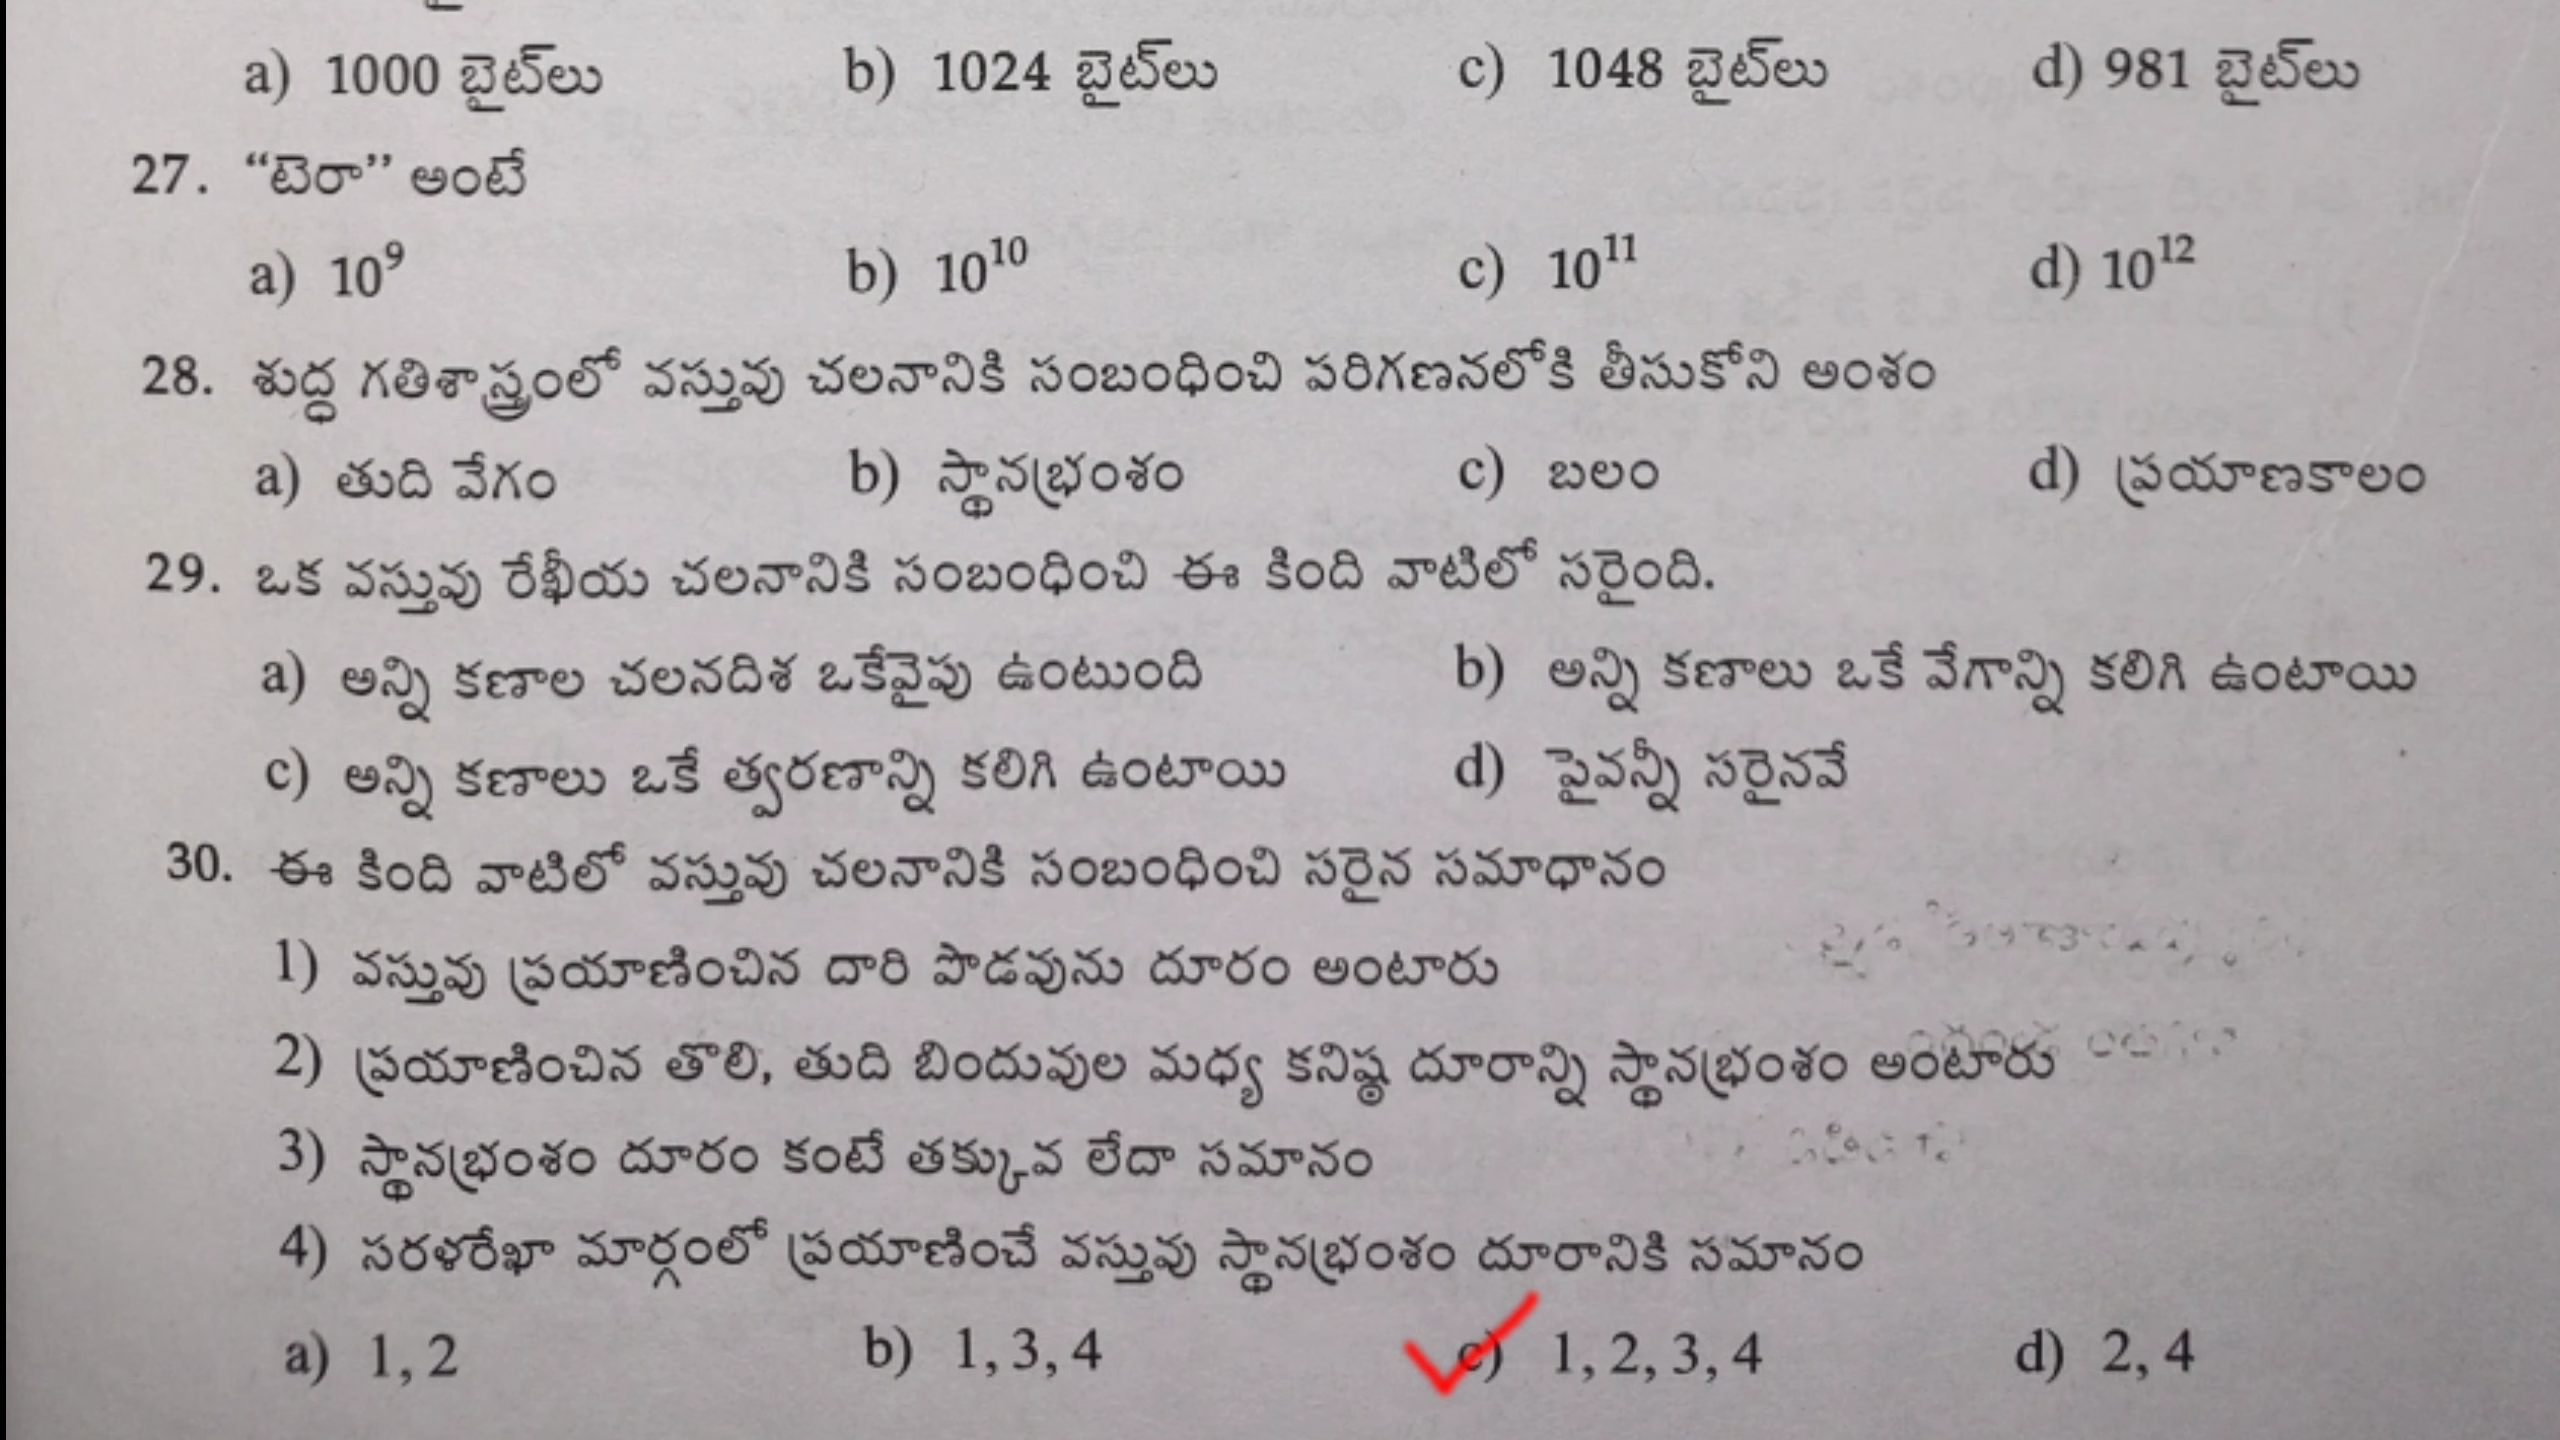 a) 1000 బైట్‌లు b) 1024 బైట్‌లు c) 1048 బైట్‌లు d) 981 బైట్‌లు
27. “టెరా” అంటే
a) 10⁹ b) 10¹⁰ c) 10¹¹ d) 10¹²
28. శుద్ధ గతిశాస్త్రంలో వస్తువు చలనానికి సంబంధించి పరిగణనలోకి తీసుకోని అంశం
a) తుది వేగం b) స్థానభ్రంశం c) బలం d) ప్రయాణకాలం
29. ఒక వస్తువు రేఖీయ చలనానికి సంబంధించి ఈ కింది వాటిలో సరైంది.
a) అన్ని కణాల చలనదిశ ఒకేవైపు ఉంటుంది b) అన్ని కణాలు ఒకే వేగాన్ని కలిగి ఉంటాయి
c) అన్ని కణాలు ఒకే త్వరణాన్ని కలిగి ఉంటాయి d) పైవన్నీ సరైనవే
30. ఈ కింది వాటిలో వస్తువు చలనానికి సంబంధించి సరైన సమాధానం
1) వస్తువు ప్రయాణించిన దారి పొడవును దూరం అంటారు
2) ప్రయాణించిన తొలి, తుది బిందువుల మధ్య కనిష్ఠ దూరాన్ని స్థానభ్రంశం అంటారు
3) స్థానభ్రంశం దూరం కంటే తక్కువ లేదా సమానం
4) సరళరేఖా మార్గంలో ప్రయాణించే వస్తువు స్థానభ్రంశం దూరానికి సమానం
a) 1, 2 b) 1, 3, 4 c) 1, 2, 3, 4 d) 2, 4